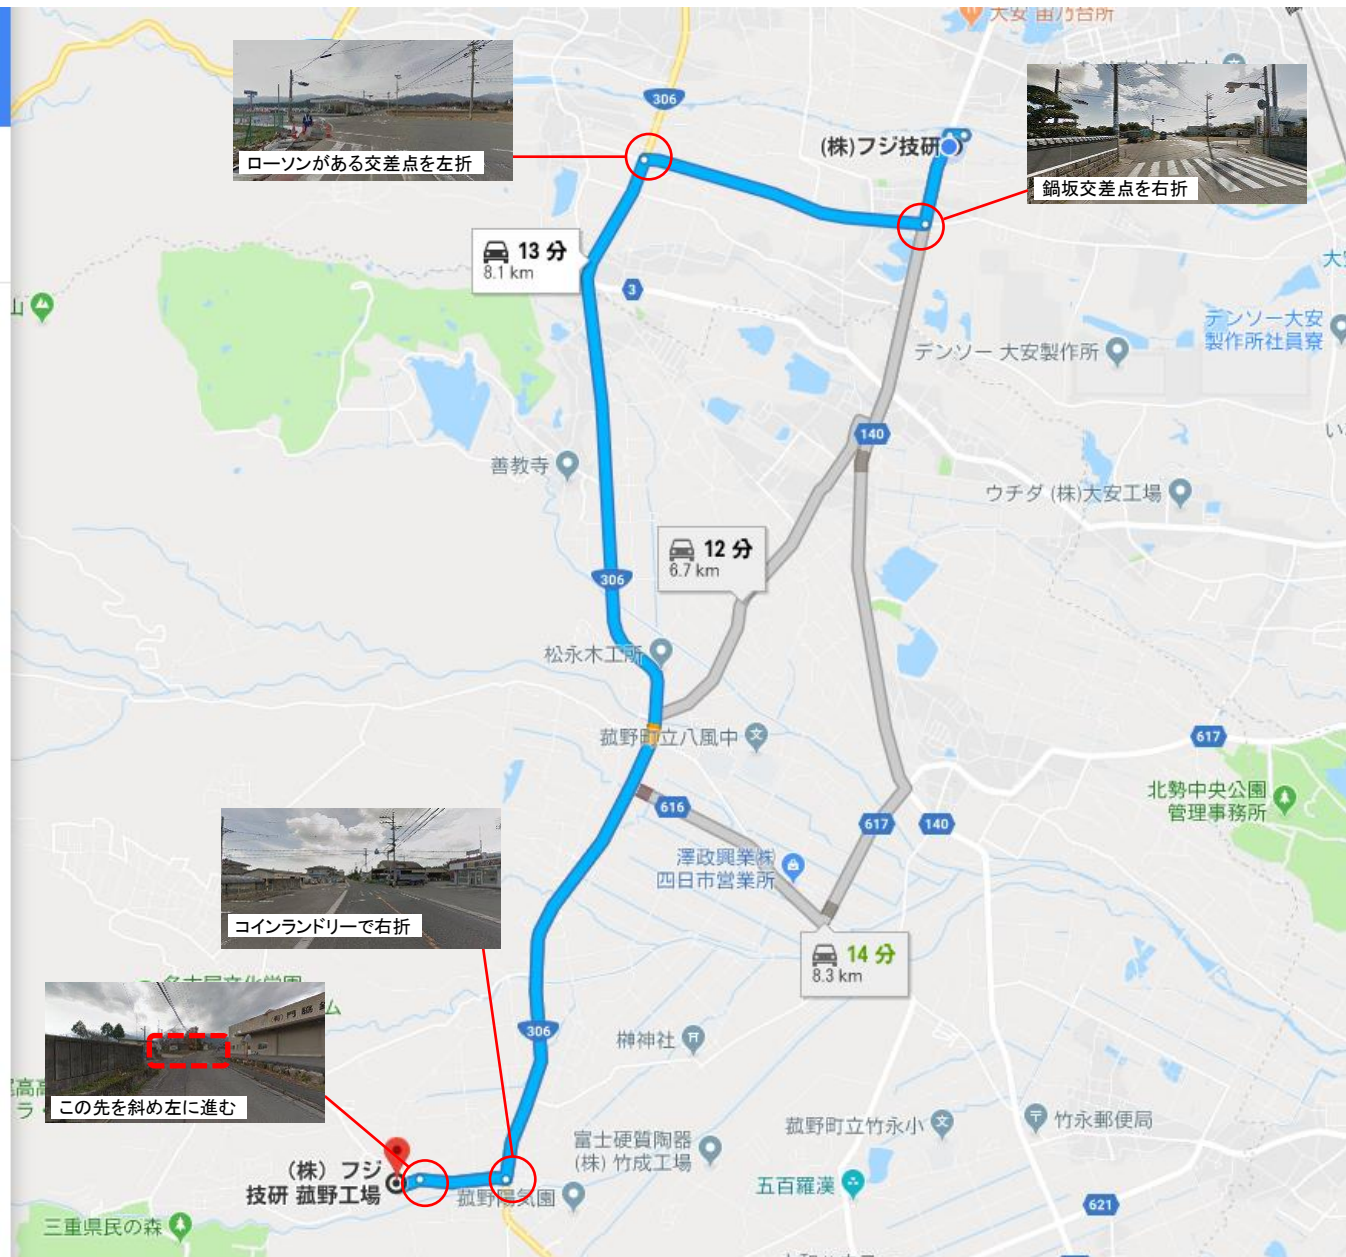 306
ローソンがある交差点を左折
(株)フジ技研
鍋坂交差点を右折
13 分
8.1 km
3
デンソー大安
製作所社員寮
デンソー 大安製作所
140
善教寺
ウチダ (株)大安工場
12 分
6.7 km
306
松永木工所
菰野町立八風中
617
北勢中央公園
管理事務所
616
617
140
澤政興業㈱
四日市営業所
コインランドリーで右折
14 分
8.3 km
306
榊神社
この先を斜め左に進む
菰野町立竹永小
竹永郵便局
富士硬質陶器
(株) 竹成工場
(株) フジ
技研 菰野工場
菰野陽気園
五百羅漢
621
三重県民の森